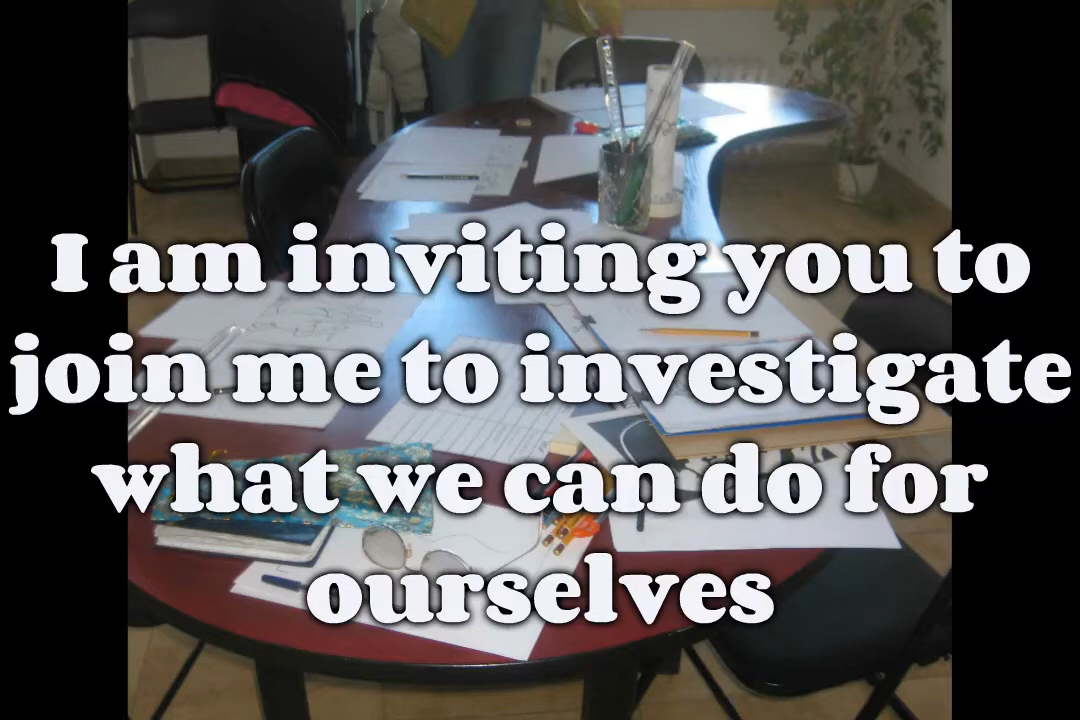 I am inviting you to
join me to investigate
what we can do for
ourselves